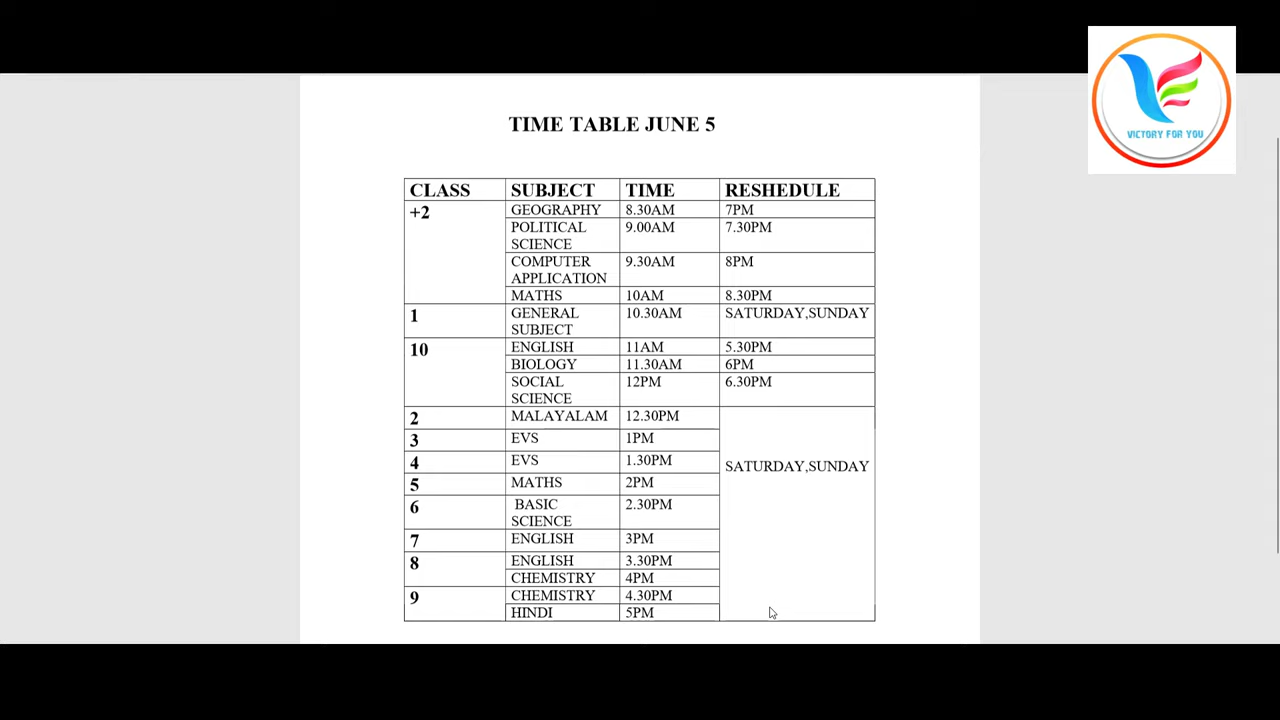 VICTORY FOR YOU
TIME TABLE JUNE 5
CLASS SUBJECT TIME RESHEDULE
+2 GEOGRAPHY 8.30AM 7PM
POLITICAL SCIENCE 9.00AM 7.30PM
COMPUTER APPLICATION 9.30AM 8PM
MATHS 10AM 8.30PM
1 GENERAL SUBJECT 10.30AM SATURDAY,SUNDAY
10 ENGLISH 11AM 5.30PM
BIOLOGY 11.30AM 6PM
SOCIAL SCIENCE 12PM 6.30PM
2 MALAYALAM 12.30PM
3 EVS 1PM
4 EVS 1.30PM SATURDAY,SUNDAY
5 MATHS 2PM
6 BASIC SCIENCE 2.30PM
7 ENGLISH 3PM
8 ENGLISH 3.30PM
CHEMISTRY 4PM
9 CHEMISTRY 4.30PM
HINDI 5PM